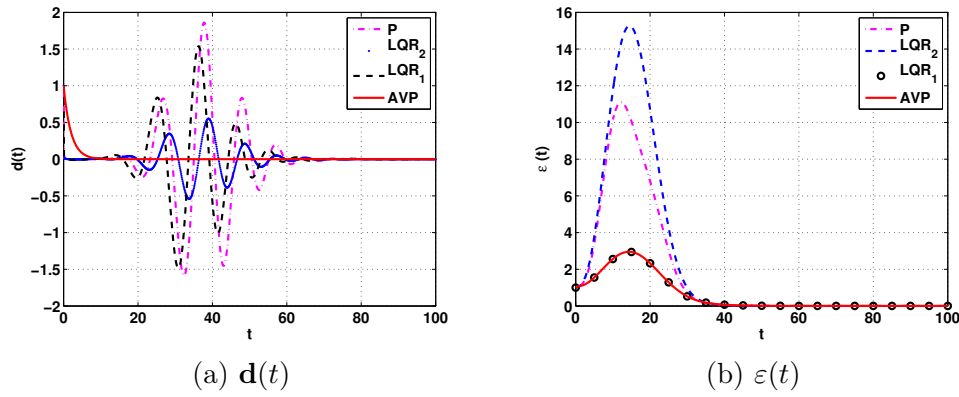 2
1.5
1
0.5
0
−0.5
−1
−1.5
−2
d(t)
0 20 40 60 80 100
t
P
LQR₂
LQR₁
AVP
(a) d(t)
16
14
12
10
8
6
4
2
0
ε (t)
0 20 40 60 80 100
t
P
LQR₂
LQR₁
AVP
(b) ε(t)